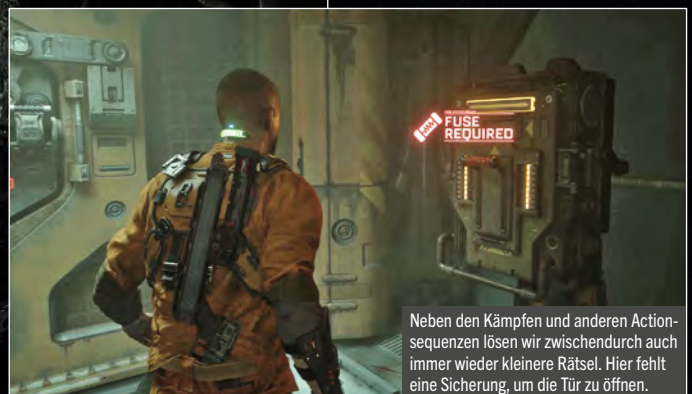 FUSE
REQUIRED
Neben den Kämpfen und anderen Action-
sequenzen lösen wir zwischendurch auch
immer wieder kleinere Rätsel. Hier fehlt
eine Sicherung, um die Tür zu öffnen.